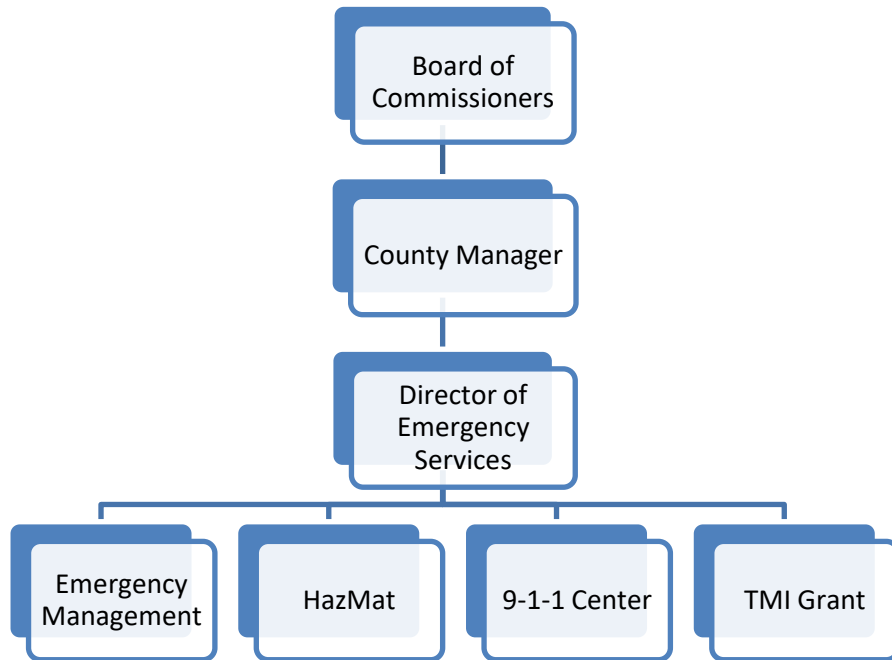 Board of
Commissioners
County Manager
Director of
Emergency
Services
Emergency
Management
HazMat
9-1-1 Center
TMI Grant